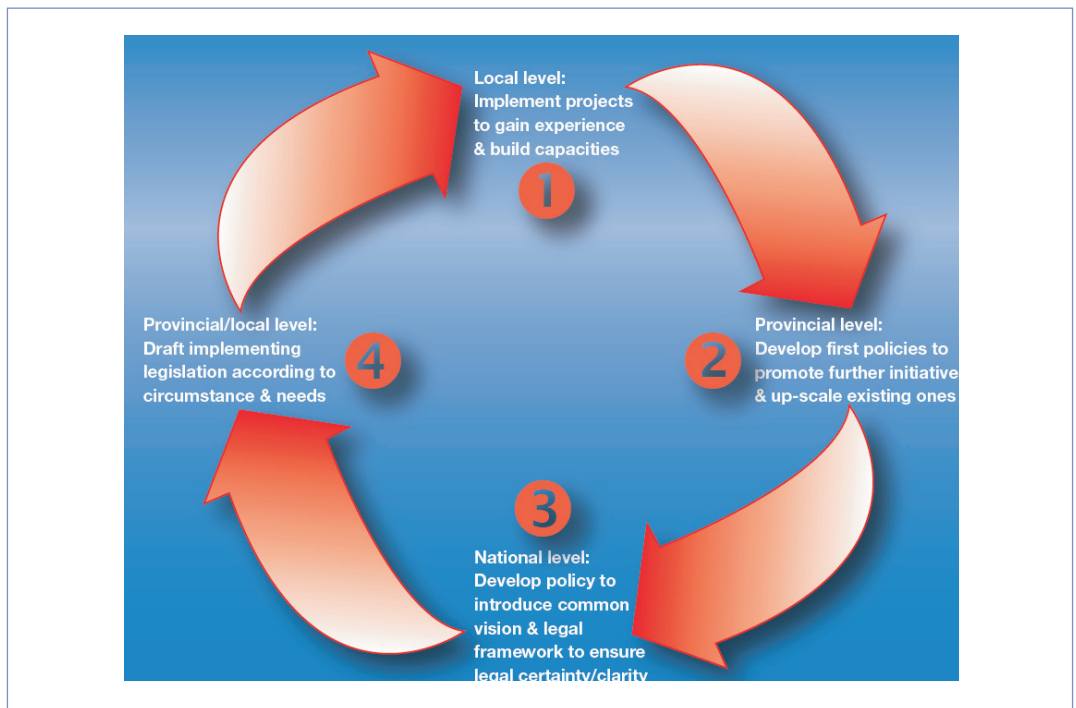 Local level:
Implement projects
to gain experience
& build capacities
1
Provincial level:
Develop first policies to
promote further initiative
& up-scale existing ones
2
3
National level:
Develop policy to
introduce common
vision & legal
framework to ensure
legal certainty/clarity
Provincial/local level:
Draft implementing
legislation according to
circumstance & needs
4